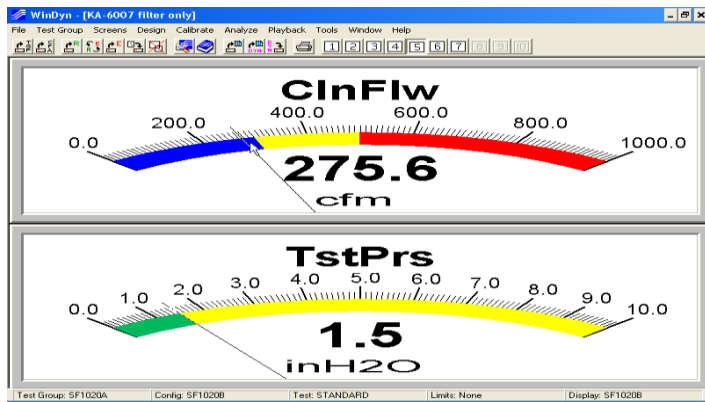 WinDyn - [KA-6007 filter only]
File Test Group Screens Design Calibrate Analyze Playback Tools Window Help
1 2 3 4 5 6 7 8 9 10
ClnFlw
0.0 200.0 400.0 600.0 800.0 1000.0
275.6
cfm
TstPrs
0.0 1.0 2.0 3.0 4.0 5.0 6.0 7.0 8.0 9.0 10.0
1.5
inH2O
Test Group: SF1020A Config: SF1020B Test: STANDARD Limits: None Display: SF1020B